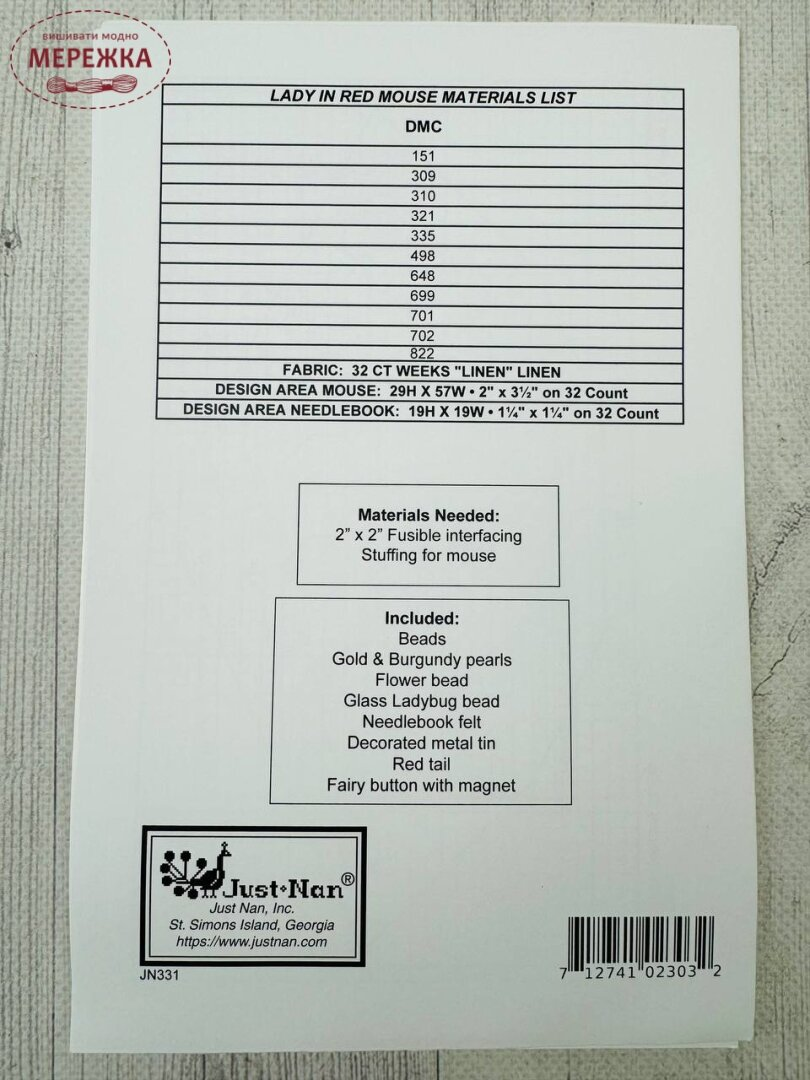 вишивати модно
МЕРЕЖКА
LADY IN RED MOUSE MATERIALS LIST
DMC
151
309
310
321
335
498
648
699
701
702
822
FABRIC: 32 CT WEEKS "LINEN" LINEN
DESIGN AREA MOUSE: 29H X 57W • 2" x 3½" on 32 Count
DESIGN AREA NEEDLEBOOK: 19H X 19W • 1¼" x 1¼" on 32 Count
Materials Needed:
2” x 2” Fusible interfacing
Stuffing for mouse
Included:
Beads
Gold & Burgundy pearls
Flower bead
Glass Ladybug bead
Needlebook felt
Decorated metal tin
Red tail
Fairy button with magnet
Just•Nan®
Just Nan, Inc.
St. Simons Island, Georgia
https://www.justnan.com
JN331
7 12741 02303 2